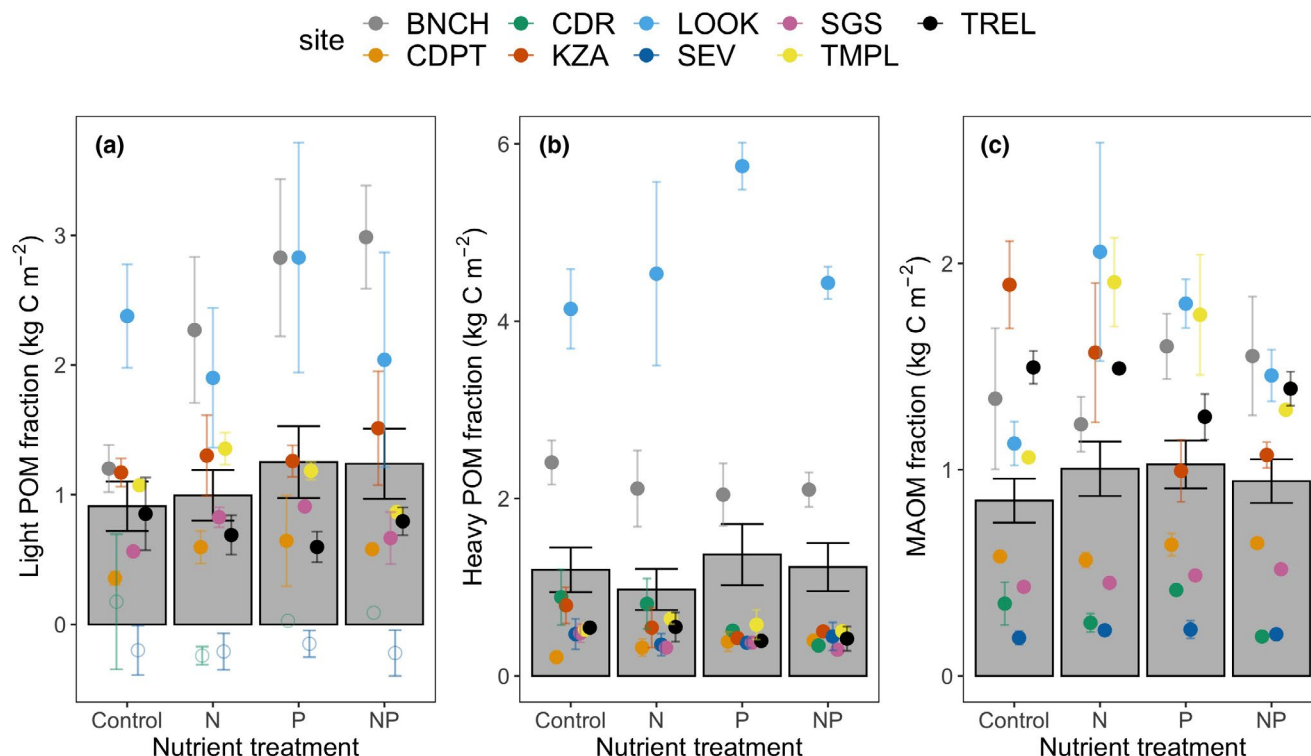 site BNCH CDR LOOK SGS TREL
CDPT KZA SEV TMPL
(a)
Light POM fraction (kg C m⁻²)
3
2
1
0
Control N P NP
Nutrient treatment
(b)
Heavy POM fraction (kg C m⁻²)
6
4
2
0
Control N P NP
Nutrient treatment
(c)
MAOM fraction (kg C m⁻²)
2
1
0
Control N P NP
Nutrient treatment